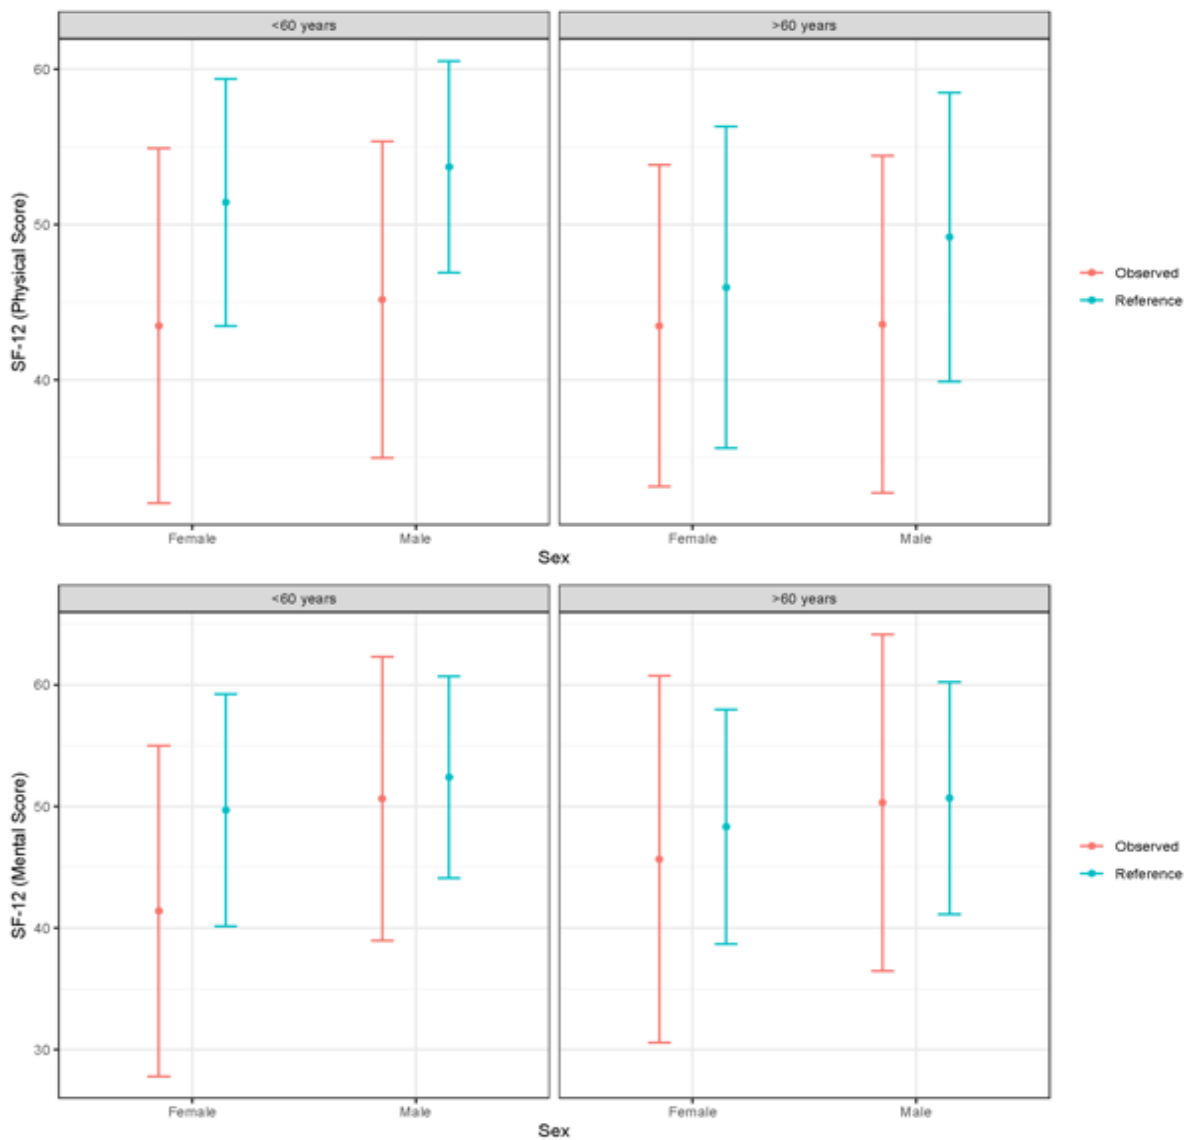 <60 years
>60 years
60
50
40
SF-12 (Physical Score)
Female
Male
Female
Male
Sex
Observed
Reference
<60 years
>60 years
60
50
40
30
SF-12 (Mental Score)
Female
Male
Female
Male
Sex
Observed
Reference